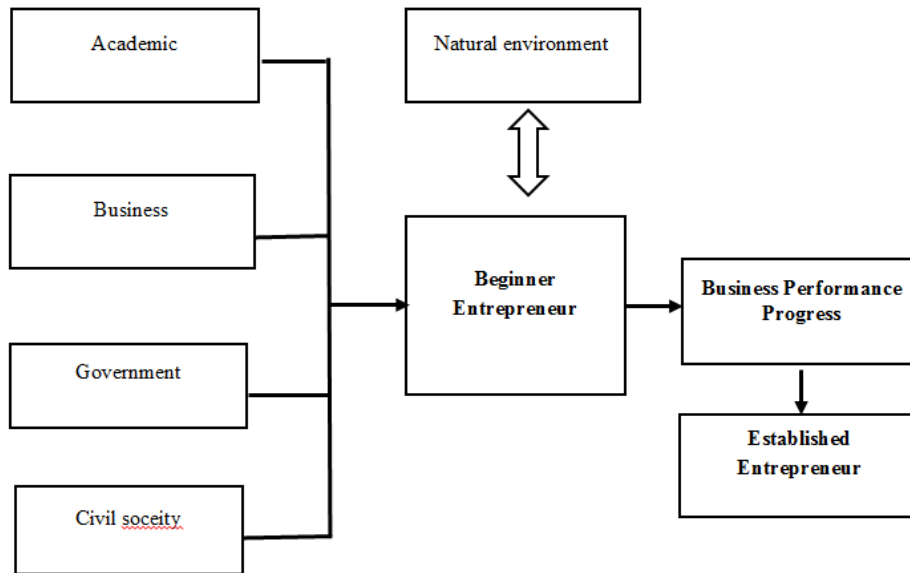 Academic
Natural environment
Business
Beginner
Entrepreneur
Business Performance
Progress
Government
Established
Entrepreneur
Civil soceity